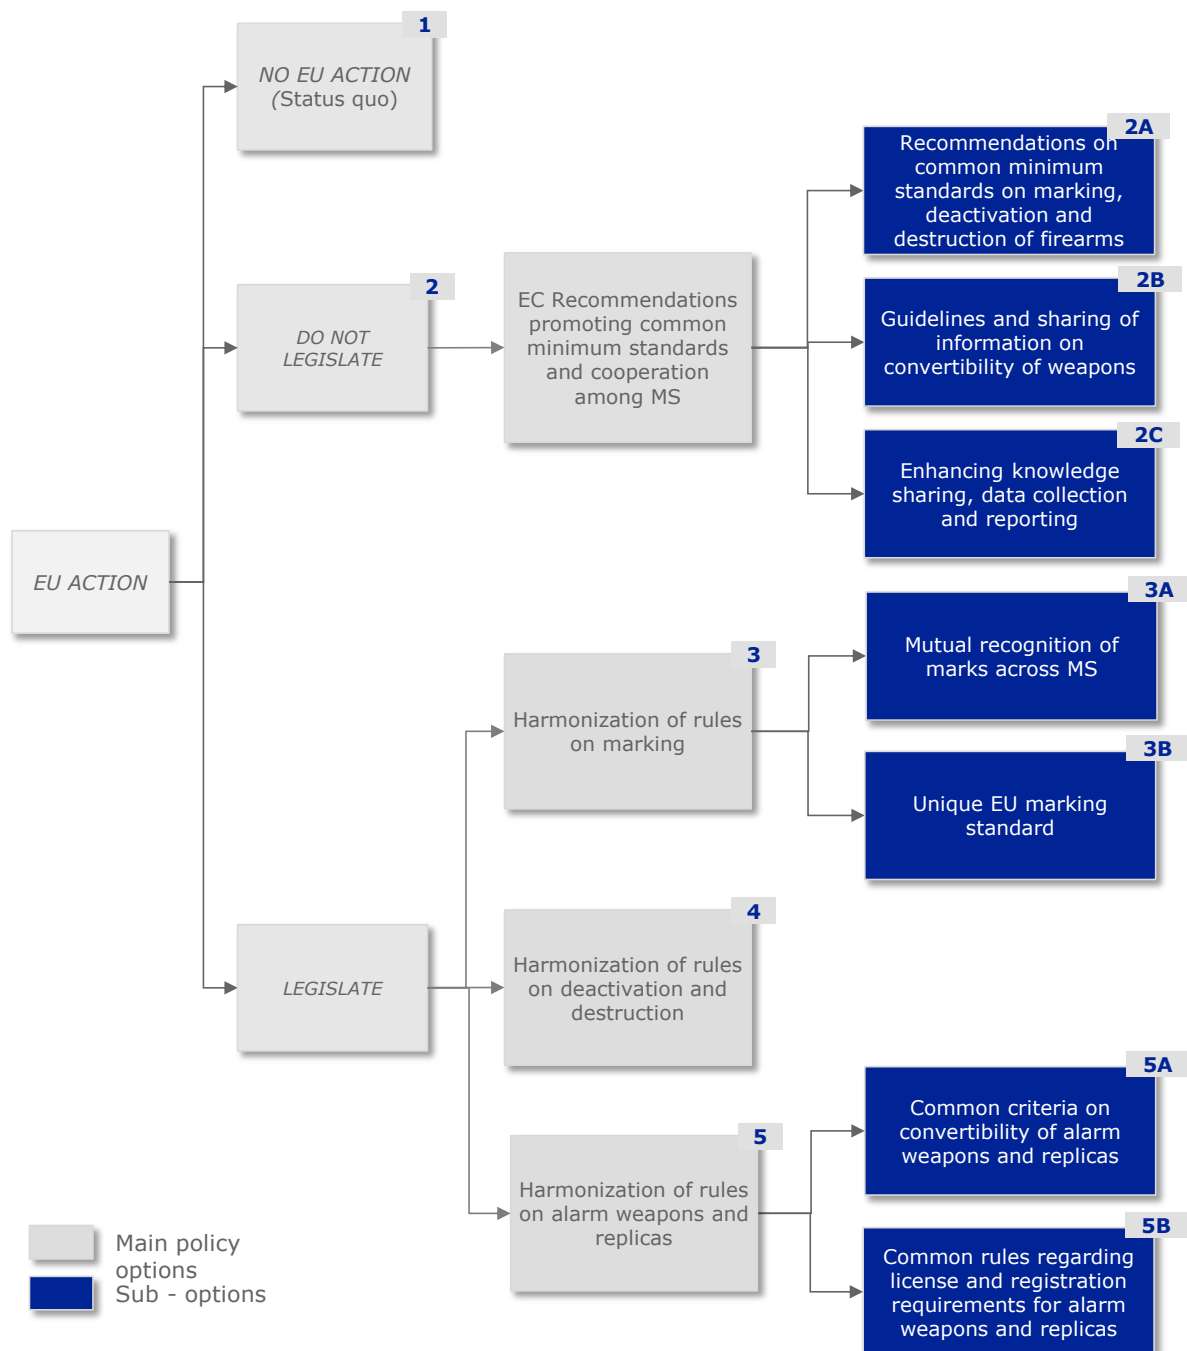 1
NO EU ACTION
(Status quo)
2A
Recommendations on
common minimum
standards on marking,
deactivation and
destruction of firearms
2
DO NOT
LEGISLATE
EC Recommendations
promoting common
minimum standards
and cooperation
among MS
2B
Guidelines and sharing of
information on
convertibility of weapons
2C
Enhancing knowledge
sharing, data collection
and reporting
EU ACTION
3
Harmonization of rules
on marking
3A
Mutual recognition of
marks across MS
3B
Unique EU marking
standard
LEGISLATE
4
Harmonization of rules
on deactivation and
destruction
5
Harmonization of rules
on alarm weapons and
replicas
5A
Common criteria on
convertibility of alarm
weapons and replicas
5B
Common rules regarding
license and registration
requirements for alarm
weapons and replicas
Main policy
options
Sub - options